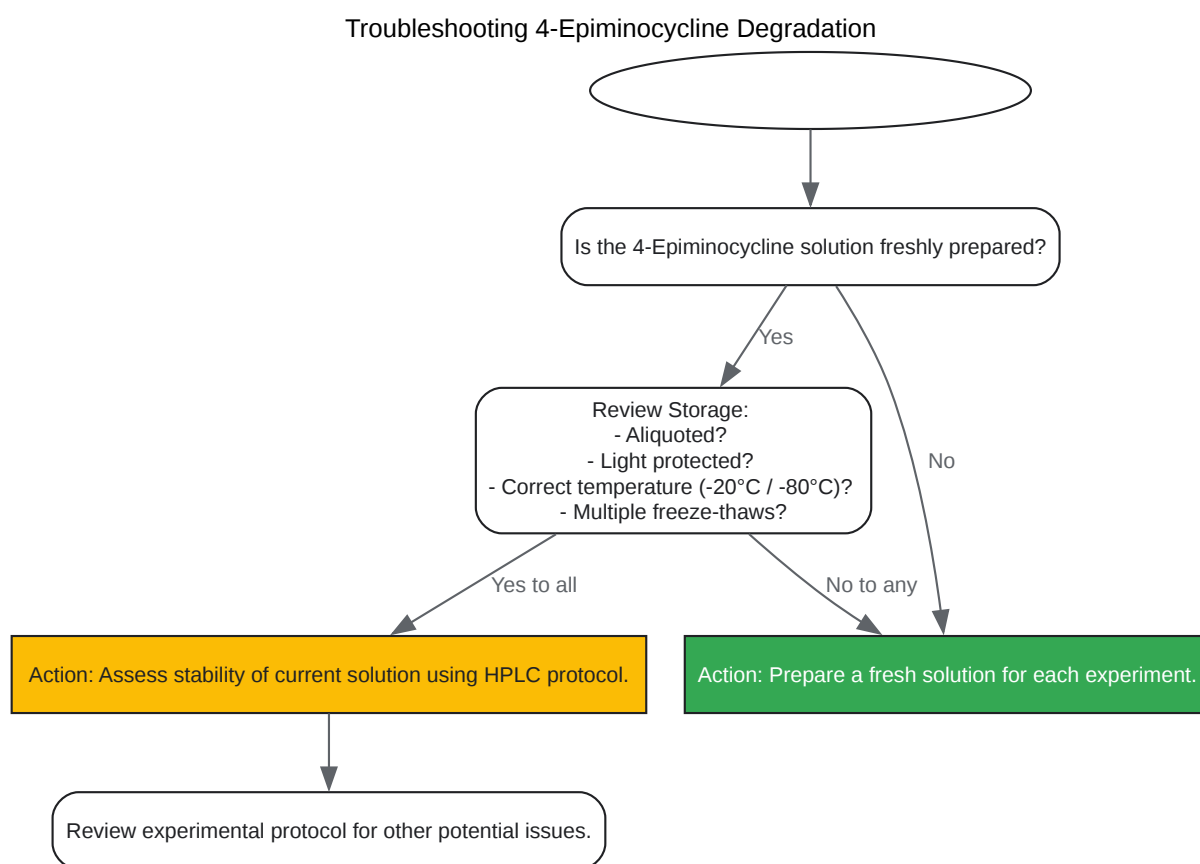 Troubleshooting 4-Epiminocycline Degradation
Is the 4-Epiminocycline solution freshly prepared?
Yes
No
Review Storage:
- Aliquoted?
- Light protected?
- Correct temperature (-20°C / -80°C)?
- Multiple freeze-thaws?
Yes to all
No to any
Action: Assess stability of current solution using HPLC protocol.
Action: Prepare a fresh solution for each experiment.
Review experimental protocol for other potential issues.